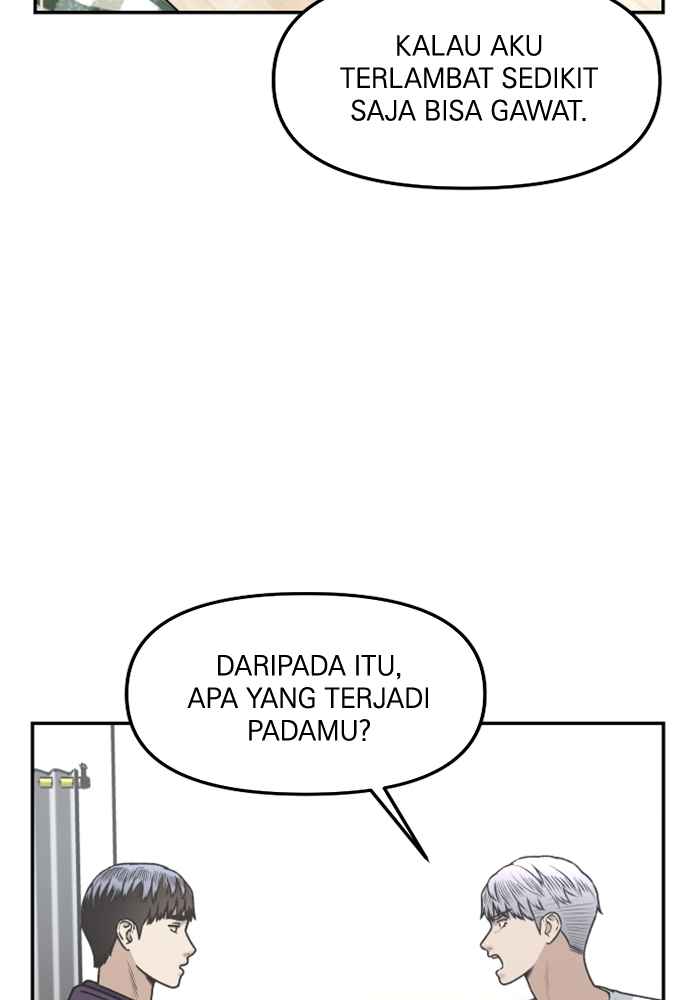 KALAU AKU
TERLAMBAT SEDIKIT
SAJA BISA GAWAT.
DARIPADA ITU,
APA YANG TERJADI
PADAMU?